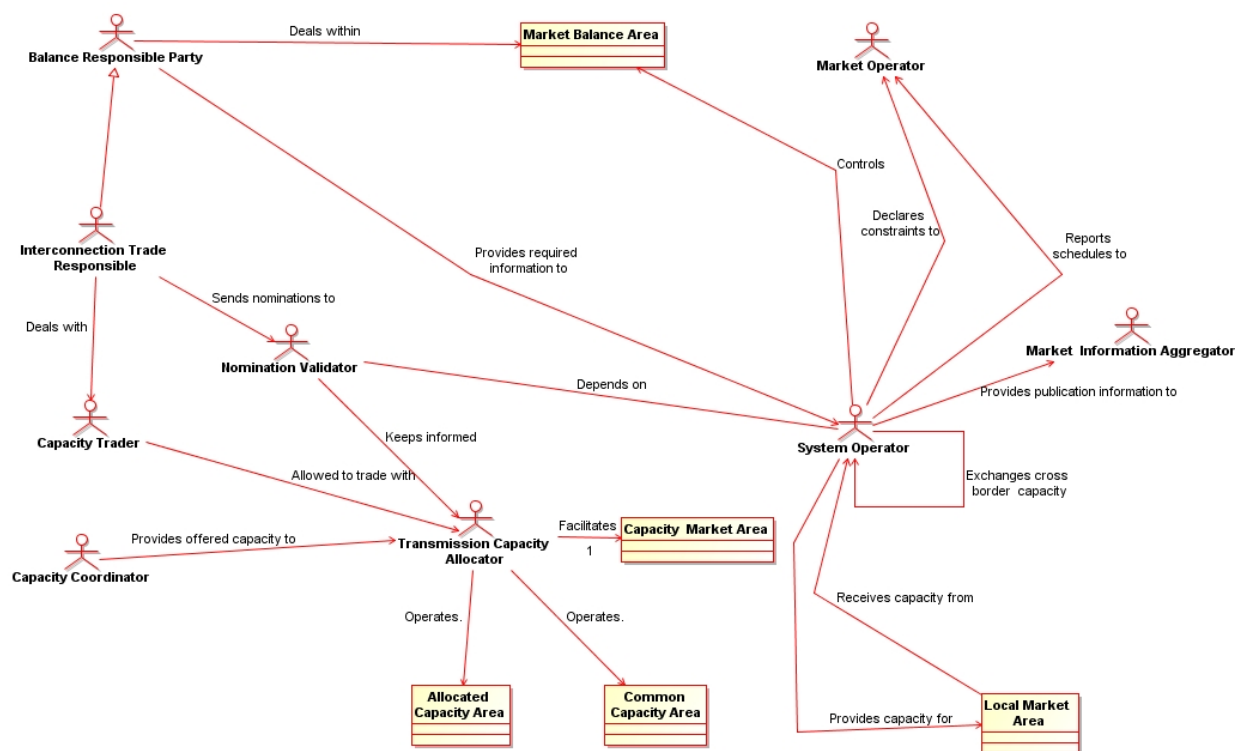 Deals within
Market Balance Area
Balance Responsible Party
Market Operator
Controls
Declares
constraints to
Reports
schedules to
Provides required
information to
Interconnection Trade
Responsible
Sends nominations to
Deals with
Nomination Validator
Market  Information Aggregator
Depends on
Provides publication information to
Capacity Trader
Keeps informed
System Operator
Allowed to trade with
Exchanges cross
border  capacity
Provides offered capacity to
Transmission Capacity
Allocator
Facilitates
1
Capacity  Market Area
Capacity Coordinator
Operates.
Operates.
Receives capacity from
Allocated
Capacity Area
Common
Capacity Area
Provides capacity for
Local Market
Area